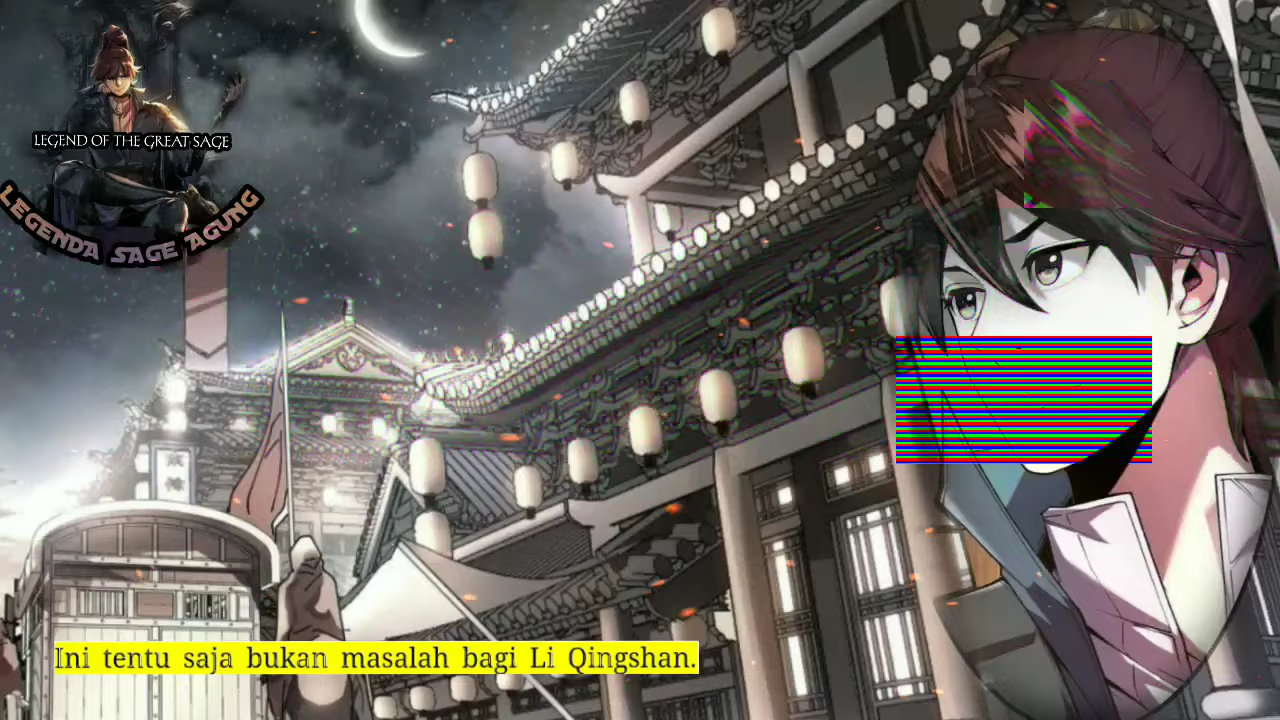 LEGEND OF THE GREAT SAGE
LEGENDA SAGE AGUNG
Ini tentu saja bukan masalah bagi Li Qingshan.